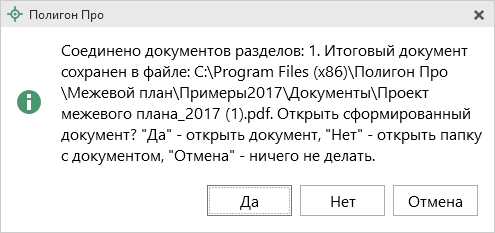 Полигон Про
Соединено документов разделов: 1. Итоговый документ
сохранен в файле: C:\Program Files (x86)\Полигон Про
\Межевой план\Примеры2017\Документы\Проект
межевого плана_2017 (1).pdf. Открыть сформированный
документ? "Да" - открыть документ, "Нет" - открыть папку
с документом, "Отмена" - ничего не делать.
Да
Нет
Отмена